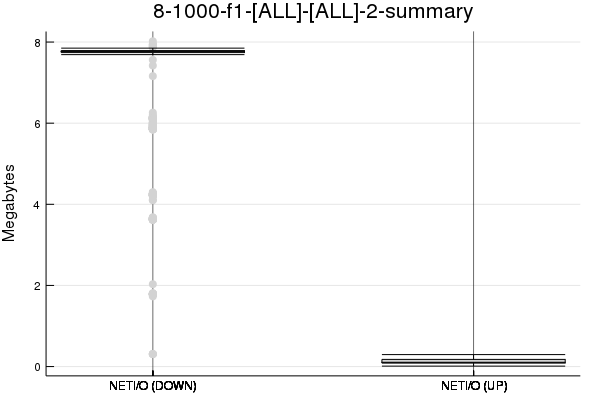 8-1000-f1-[ALL]-[ALL]-2-summary
Megabytes
8
6
4
2
0
NETI/O (DOWN)
NETI/O (UP)